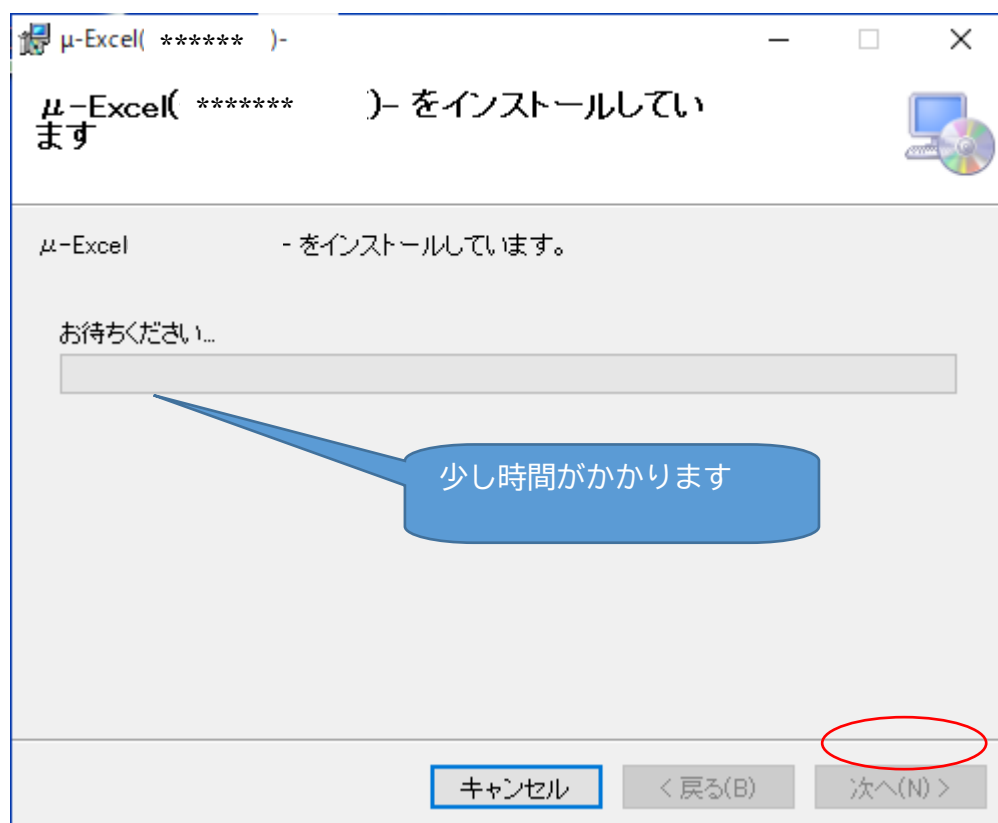 μ-Excel( ****** )-
μ-Excel( ******* )- をインストールしてい
ます
μ-Excel - をインストールしています。
お待ちください...
少し時間がかかります
キャンセル
< 戻る(B)
次へ(N) >